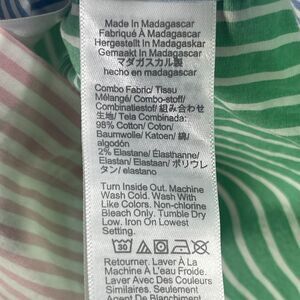 Made In Madagascar
Fabriqué À Madagascar
Hergestellt In Madagaskar
Gemaakt In Madagascar
マダガスカル製
hecho en madagascar
Combo Fabric/ Tissu
Mélangé/ Combo-stoff/
Combinatiestof/ 組み合わせ
生地/ Tela Combinada:
98% Cotton/ Coton/
Baumwolle/ Katoen/ 綿/
algodón
2% Elastane/ Élasthanne/
Elastan/ Elastaan/ ポリウレ
タン/ elastano
Turn Inside Out. Machine
Wash Cold. Wash With
Like Colors. Non-chlorine
Bleach Only. Tumble Dry
Low. Iron On Lowest
Setting.
30
Retourner. Laver À La
Machine À L'eau Froide.
Laver Avec Des Couleurs
Similaires. Seulement
Agent De Blanchiment